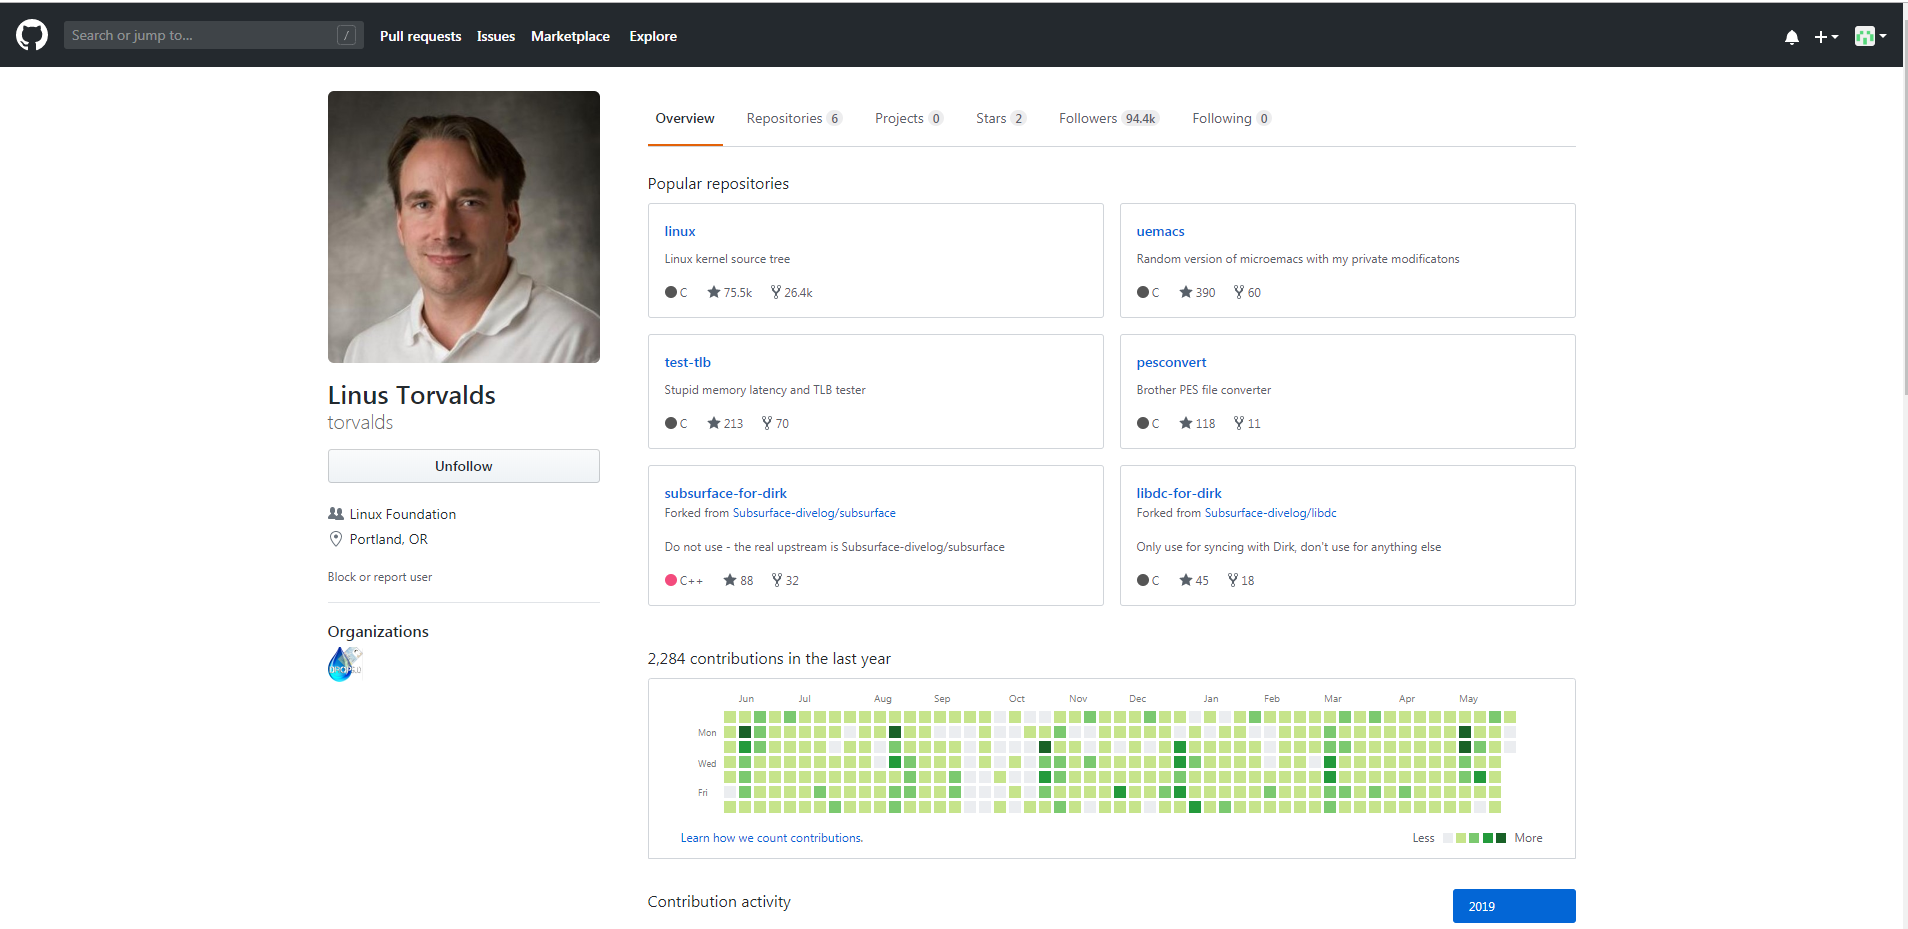 Search or jump to... /
Pull requests Issues Marketplace Explore
Overview Repositories 6 Projects 0 Stars 2 Followers 94.4k Following 0
Linus Torvalds
torvalds
Unfollow
Linux Foundation
Portland, OR
Block or report user
Organizations
Popular repositories
linux
Linux kernel source tree
C 75.5k 26.4k
uemacs
Random version of microemacs with my private modificatons
C 390 60
test-tlb
Stupid memory latency and TLB tester
C 213 70
pesconvert
Brother PES file converter
C 118 11
subsurface-for-dirk
Forked from Subsurface-divelog/subsurface
Do not use - the real upstream is Subsurface-divelog/subsurface
C++ 88 32
libdc-for-dirk
Forked from Subsurface-divelog/libdc
Only use for syncing with Dirk, don't use for anything else
C 45 18
2,284 contributions in the last year
Jun Jul Aug Sep Oct Nov Dec Jan Feb Mar Apr May
Mon
Wed
Fri
Learn how we count contributions.
Less More
Contribution activity
2019